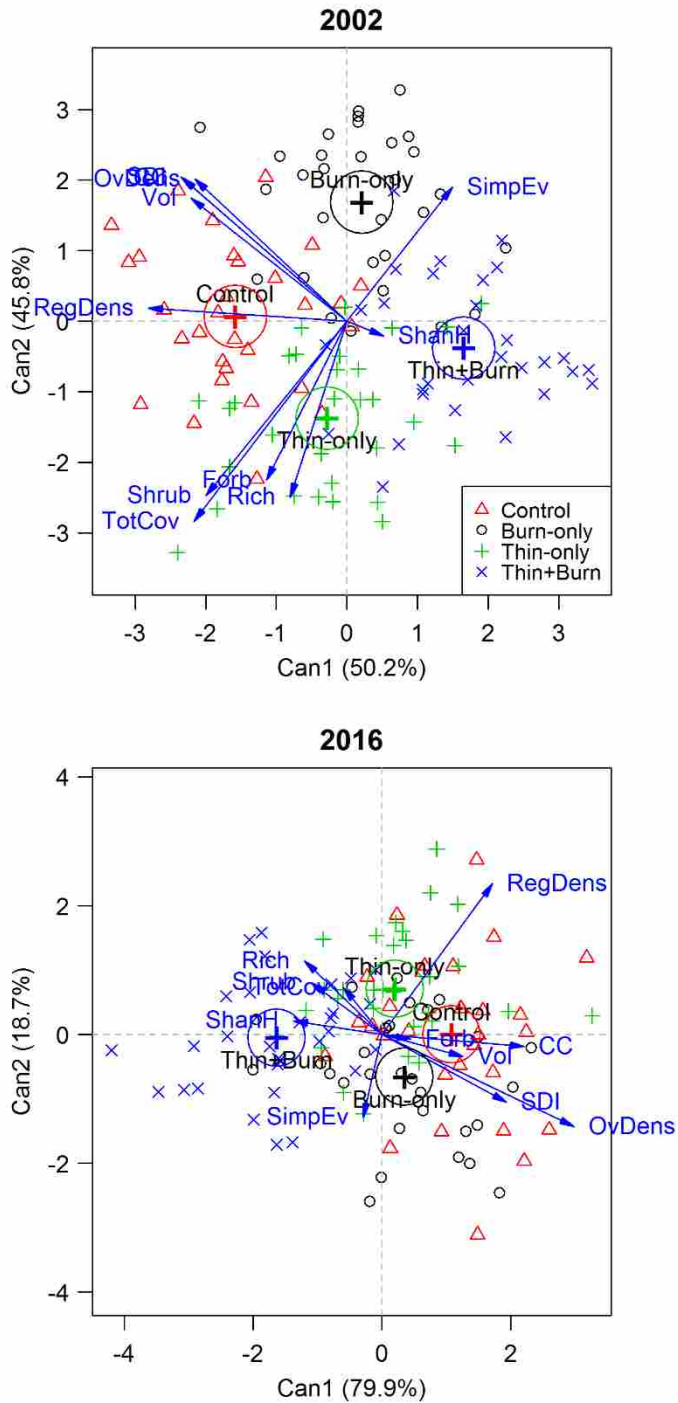 2002
3
2
1
0
-1
-2
-3
Can2 (45.8%)
OvDens
Vol
SimpEv
Burn-only
RegDens
Control
ShanH
Thin+Burn
Thin-only
Forb
Shrub
Rich
TotCov
Control
Burn-only
Thin-only
Thin+Burn
-3 -2 -1 0 1 2 3
Can1 (50.2%)
2016
4
2
0
-2
-4
Can2 (18.7%)
RegDens
Rich
Thin-only
Shrub
TotCov
ShanH
Control
Forb
CC
Vol
Thin+Burn
Burn-only
SDI
SimpEv
OvDens
-4 -2 0 2
Can1 (79.9%)